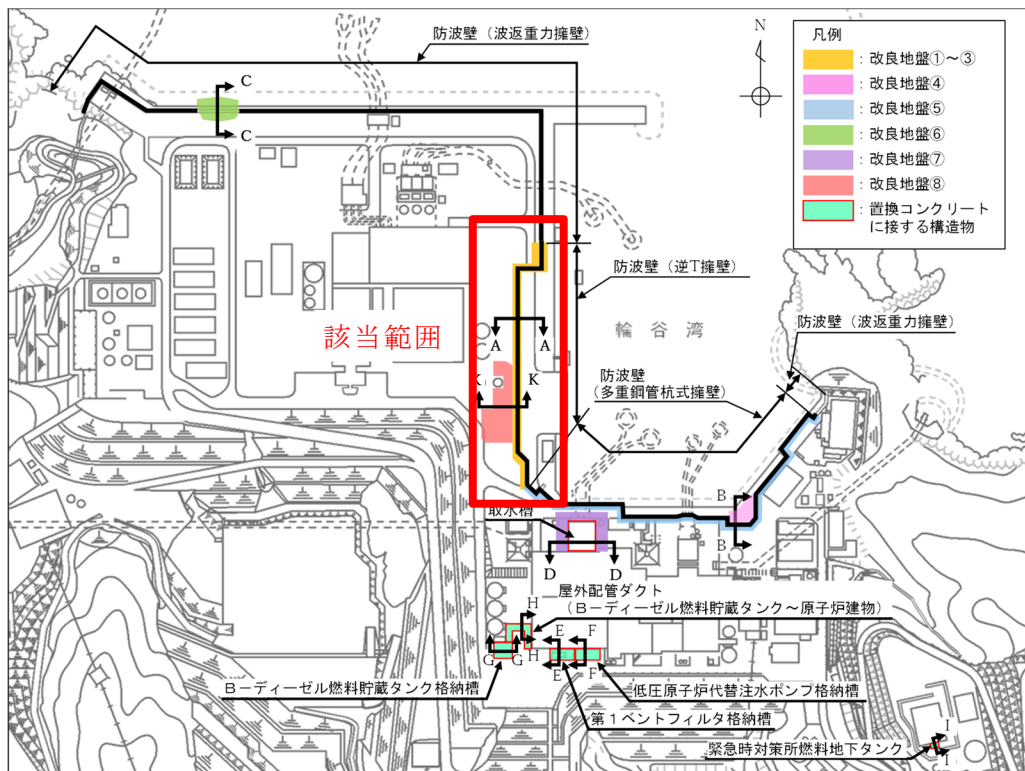 防波壁（波返重力擁壁）
N
凡例
：改良地盤①～③
：改良地盤④
：改良地盤⑤
：改良地盤⑥
：改良地盤⑦
：改良地盤⑧
：置換コンクリート
に接する構造物
C
C
防波壁（逆T擁壁）
輪谷湾
該当範囲
A
A
防波壁（波返重力擁壁）
防波壁
（多重鋼管杭式擁壁）
K
K
B
B
取水槽
D
D
屋外配管ダクト
（B－ディーゼル燃料貯蔵タンク～原子炉建物）
H
H
E
F
G
G
E
F
B－ディーゼル燃料貯蔵タンク格納槽
低圧原子炉代替注水ポンプ格納槽
第１ベントフィルタ格納槽
緊急時対策所燃料地下タンク
I
I